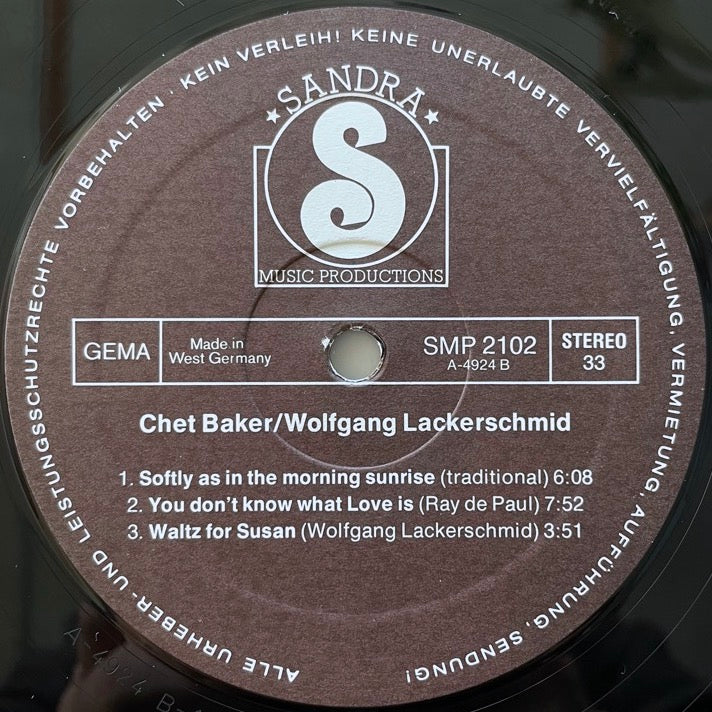 ALLE URHEBER- UND LEISTUNGSSCHUTZRECHTE VORBEHALTEN · KEIN VERLEIH! KEINE UNERLAUBTE VERVIELFÄLTIGUNG, VERMIETUNG, AUFFÜHRUNG, SENDUNG!
★SANDRA★
S
MUSIC PRODUCTIONS
GEMA
Made in
West Germany
SMP 2102
A-4924 B
STEREO
33
Chet Baker/Wolfgang Lackerschmid
1. Softly as in the morning sunrise (traditional) 6:08
2. You don't know what Love is (Ray de Paul) 7:52
3. Waltz for Susan (Wolfgang Lackerschmid) 3:51
A-4924 B-